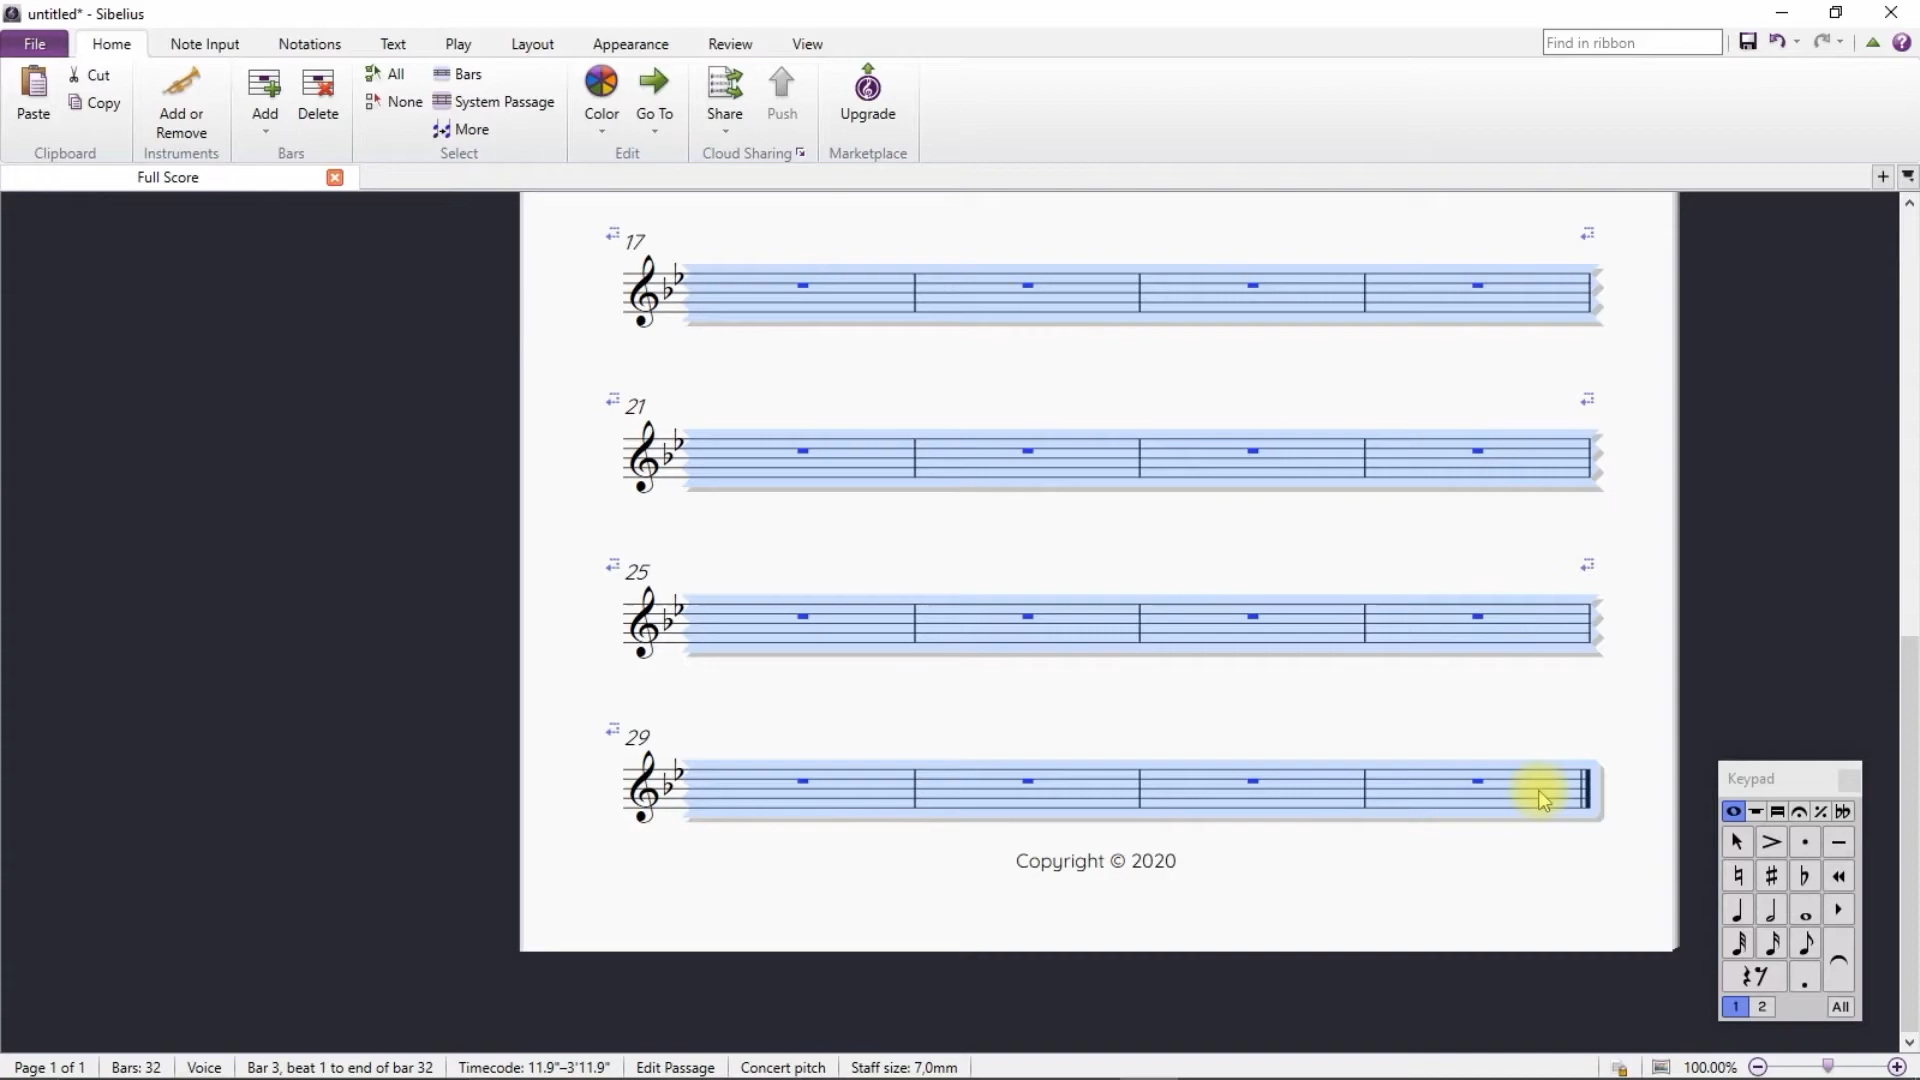 untitled* - Sibelius
File Home Note Input Notations Text Play Layout Appearance Review View Find in ribbon
Paste Cut Copy Clipboard
Add or Remove Instruments
Add Delete Bars
All None Bars System Passage More Select
Color Go To Edit
Share Push Cloud Sharing
Upgrade Marketplace
Full Score
17
21
25
29
Copyright © 2020
Keypad
1 2 All
Page 1 of 1 Bars: 32 Voice Bar 3, beat 1 to end of bar 32 Timecode: 11.9"–3'11.9" Edit Passage Concert pitch Staff size: 7,0mm 100.00%